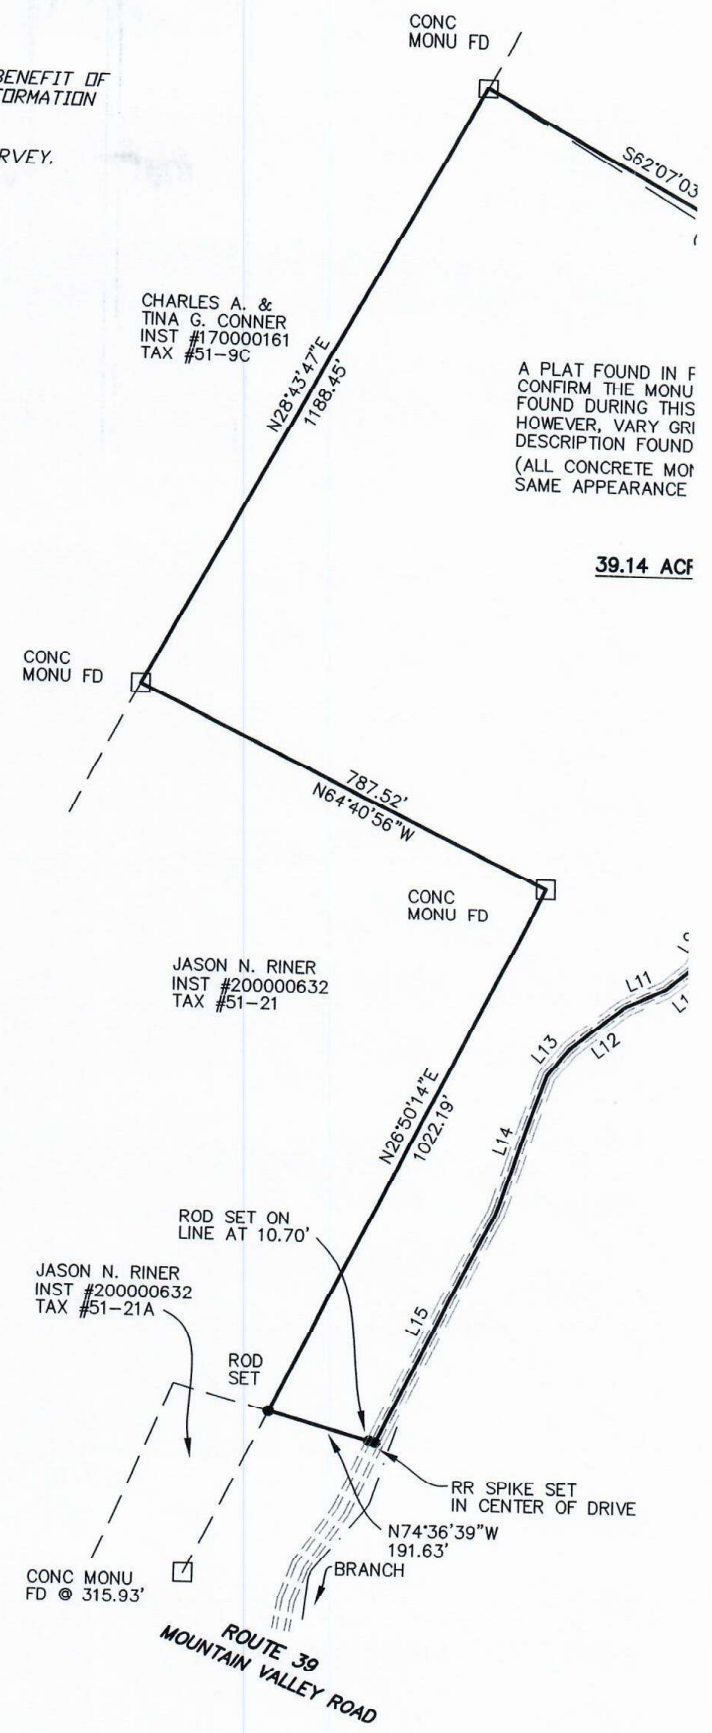 CONC
MONU FD
BENEFIT OF
FORMATION
RVEY.
S62°07'03
CHARLES A. &
TINA G. CONNER
INST #170000161
TAX #51-9C
N28°43'47"E
1188.45'
A PLAT FOUND IN
CONFIRM THE MONU
FOUND DURING THIS
HOWEVER, VARY GRI
DESCRIPTION FOUND
(ALL CONCRETE MON
SAME APPEARANCE
39.14 ACR
CONC
MONU FD
787.52'
N64°40'56"W
CONC
MONU FD
JASON N. RINER
INST #200000632
TAX #51-21
L11
L12
L13
N26°50'14"E
1022.19'
L14
ROD SET ON
LINE AT 10.70'
JASON N. RINER
INST #200000632
TAX #51-21A
L15
ROD
SET
RR SPIKE SET
IN CENTER OF DRIVE
N74°36'39"W
191.63'
BRANCH
CONC MONU
FD @ 315.93'
ROUTE 39
MOUNTAIN VALLEY ROAD